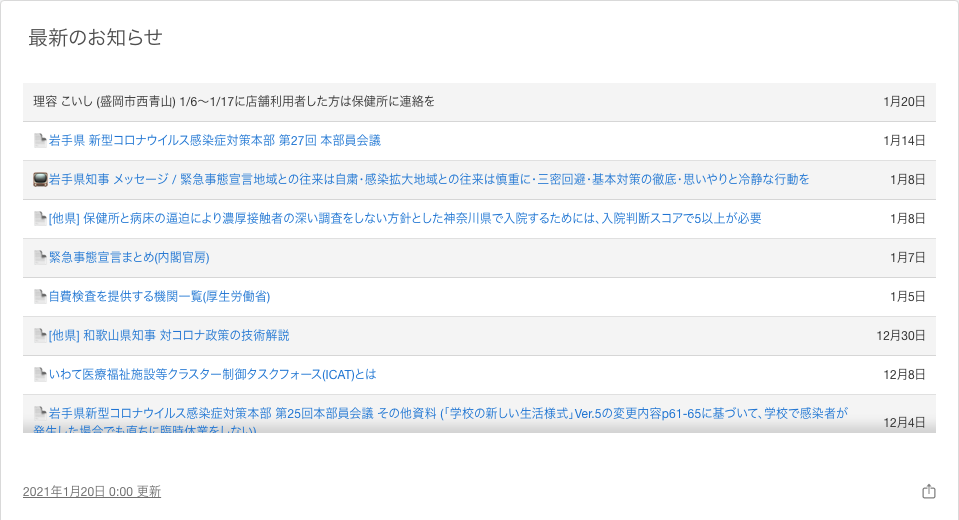 最新のお知らせ
理容 こいし (盛岡市西青山) 1/6〜1/17に店舗利用者した方は保健所に連絡を 1月20日
岩手県 新型コロナウイルス感染症対策本部 第27回 本部員会議 1月14日
岩手県知事 メッセージ / 緊急事態宣言地域との往来は自粛・感染拡大地域との往来は慎重に・三密回避・基本対策の徹底・思いやりと冷静な行動を 1月8日
[他県] 保健所と病床の逼迫により濃厚接触者の深い調査をしない方針とした神奈川県で入院するためには、入院判断スコアで5以上が必要 1月8日
緊急事態宣言まとめ(内閣官房) 1月7日
自費検査を提供する機関一覧(厚生労働省) 1月5日
[他県] 和歌山県知事 対コロナ政策の技術解説 12月30日
いわて医療福祉施設等クラスター制御タスクフォース(ICAT)とは 12月8日
岩手県新型コロナウイルス感染症対策本部 第25回本部員会議 その他資料 (「学校の新しい生活様式」Ver.5の変更内容p61-65に基づいて、学校で感染者が 12月4日
発生した場合でも直ちに臨時休業をしない)
2021年1月20日 0:00 更新